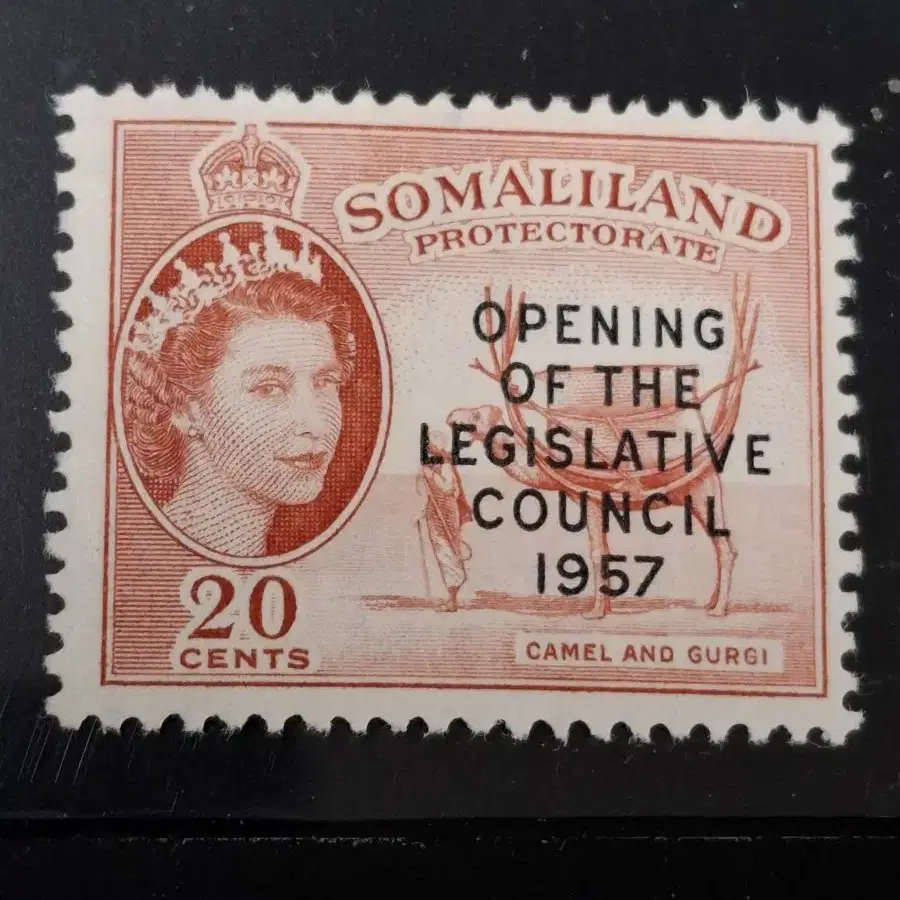 SOMALILAND
PROTECTORATE
OPENING
OF THE
LEGISLATIVE
COUNCIL
1957
20
CENTS
CAMEL AND GURGI